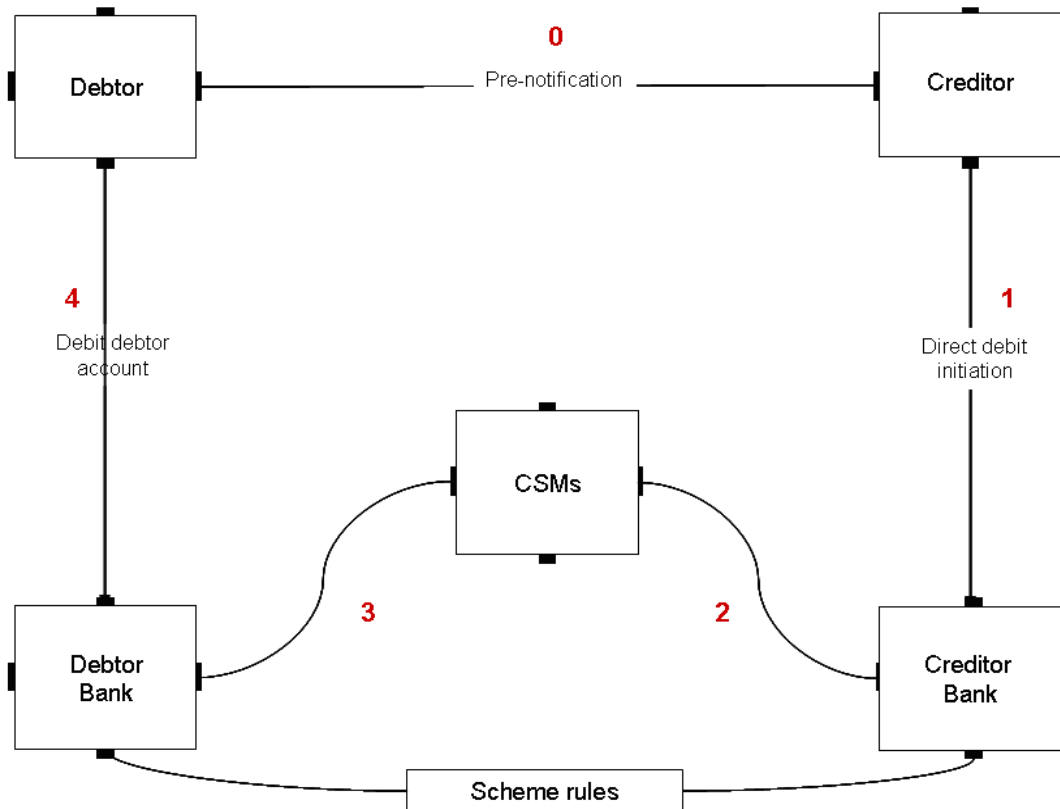 0
Debtor
Pre-notification
Creditor
4
1
Debit debtor
account
Direct debit
initiation
CSMs
3
2
Debtor
Bank
Creditor
Bank
Scheme rules